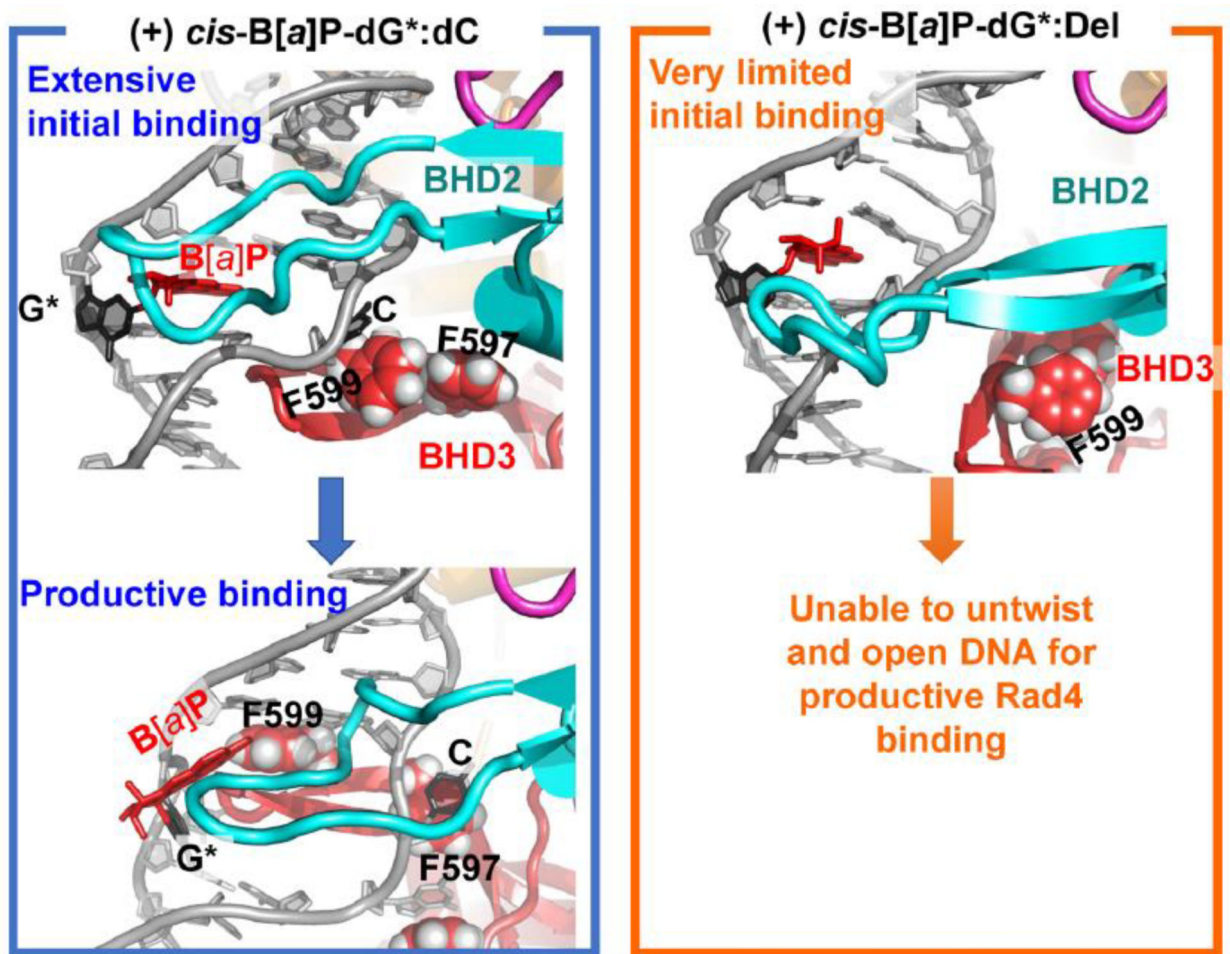 (+) cis-B[a]P-dG*:dC
Extensive
initial binding
BHD2
B[a]P
G*
C
F597
F599
BHD3
Productive binding
B[a]P
F599
C
G*
F597
(+) cis-B[a]P-dG*:Del
Very limited
initial binding
BHD2
BHD3
F599
Unable to untwist
and open DNA for
productive Rad4
binding